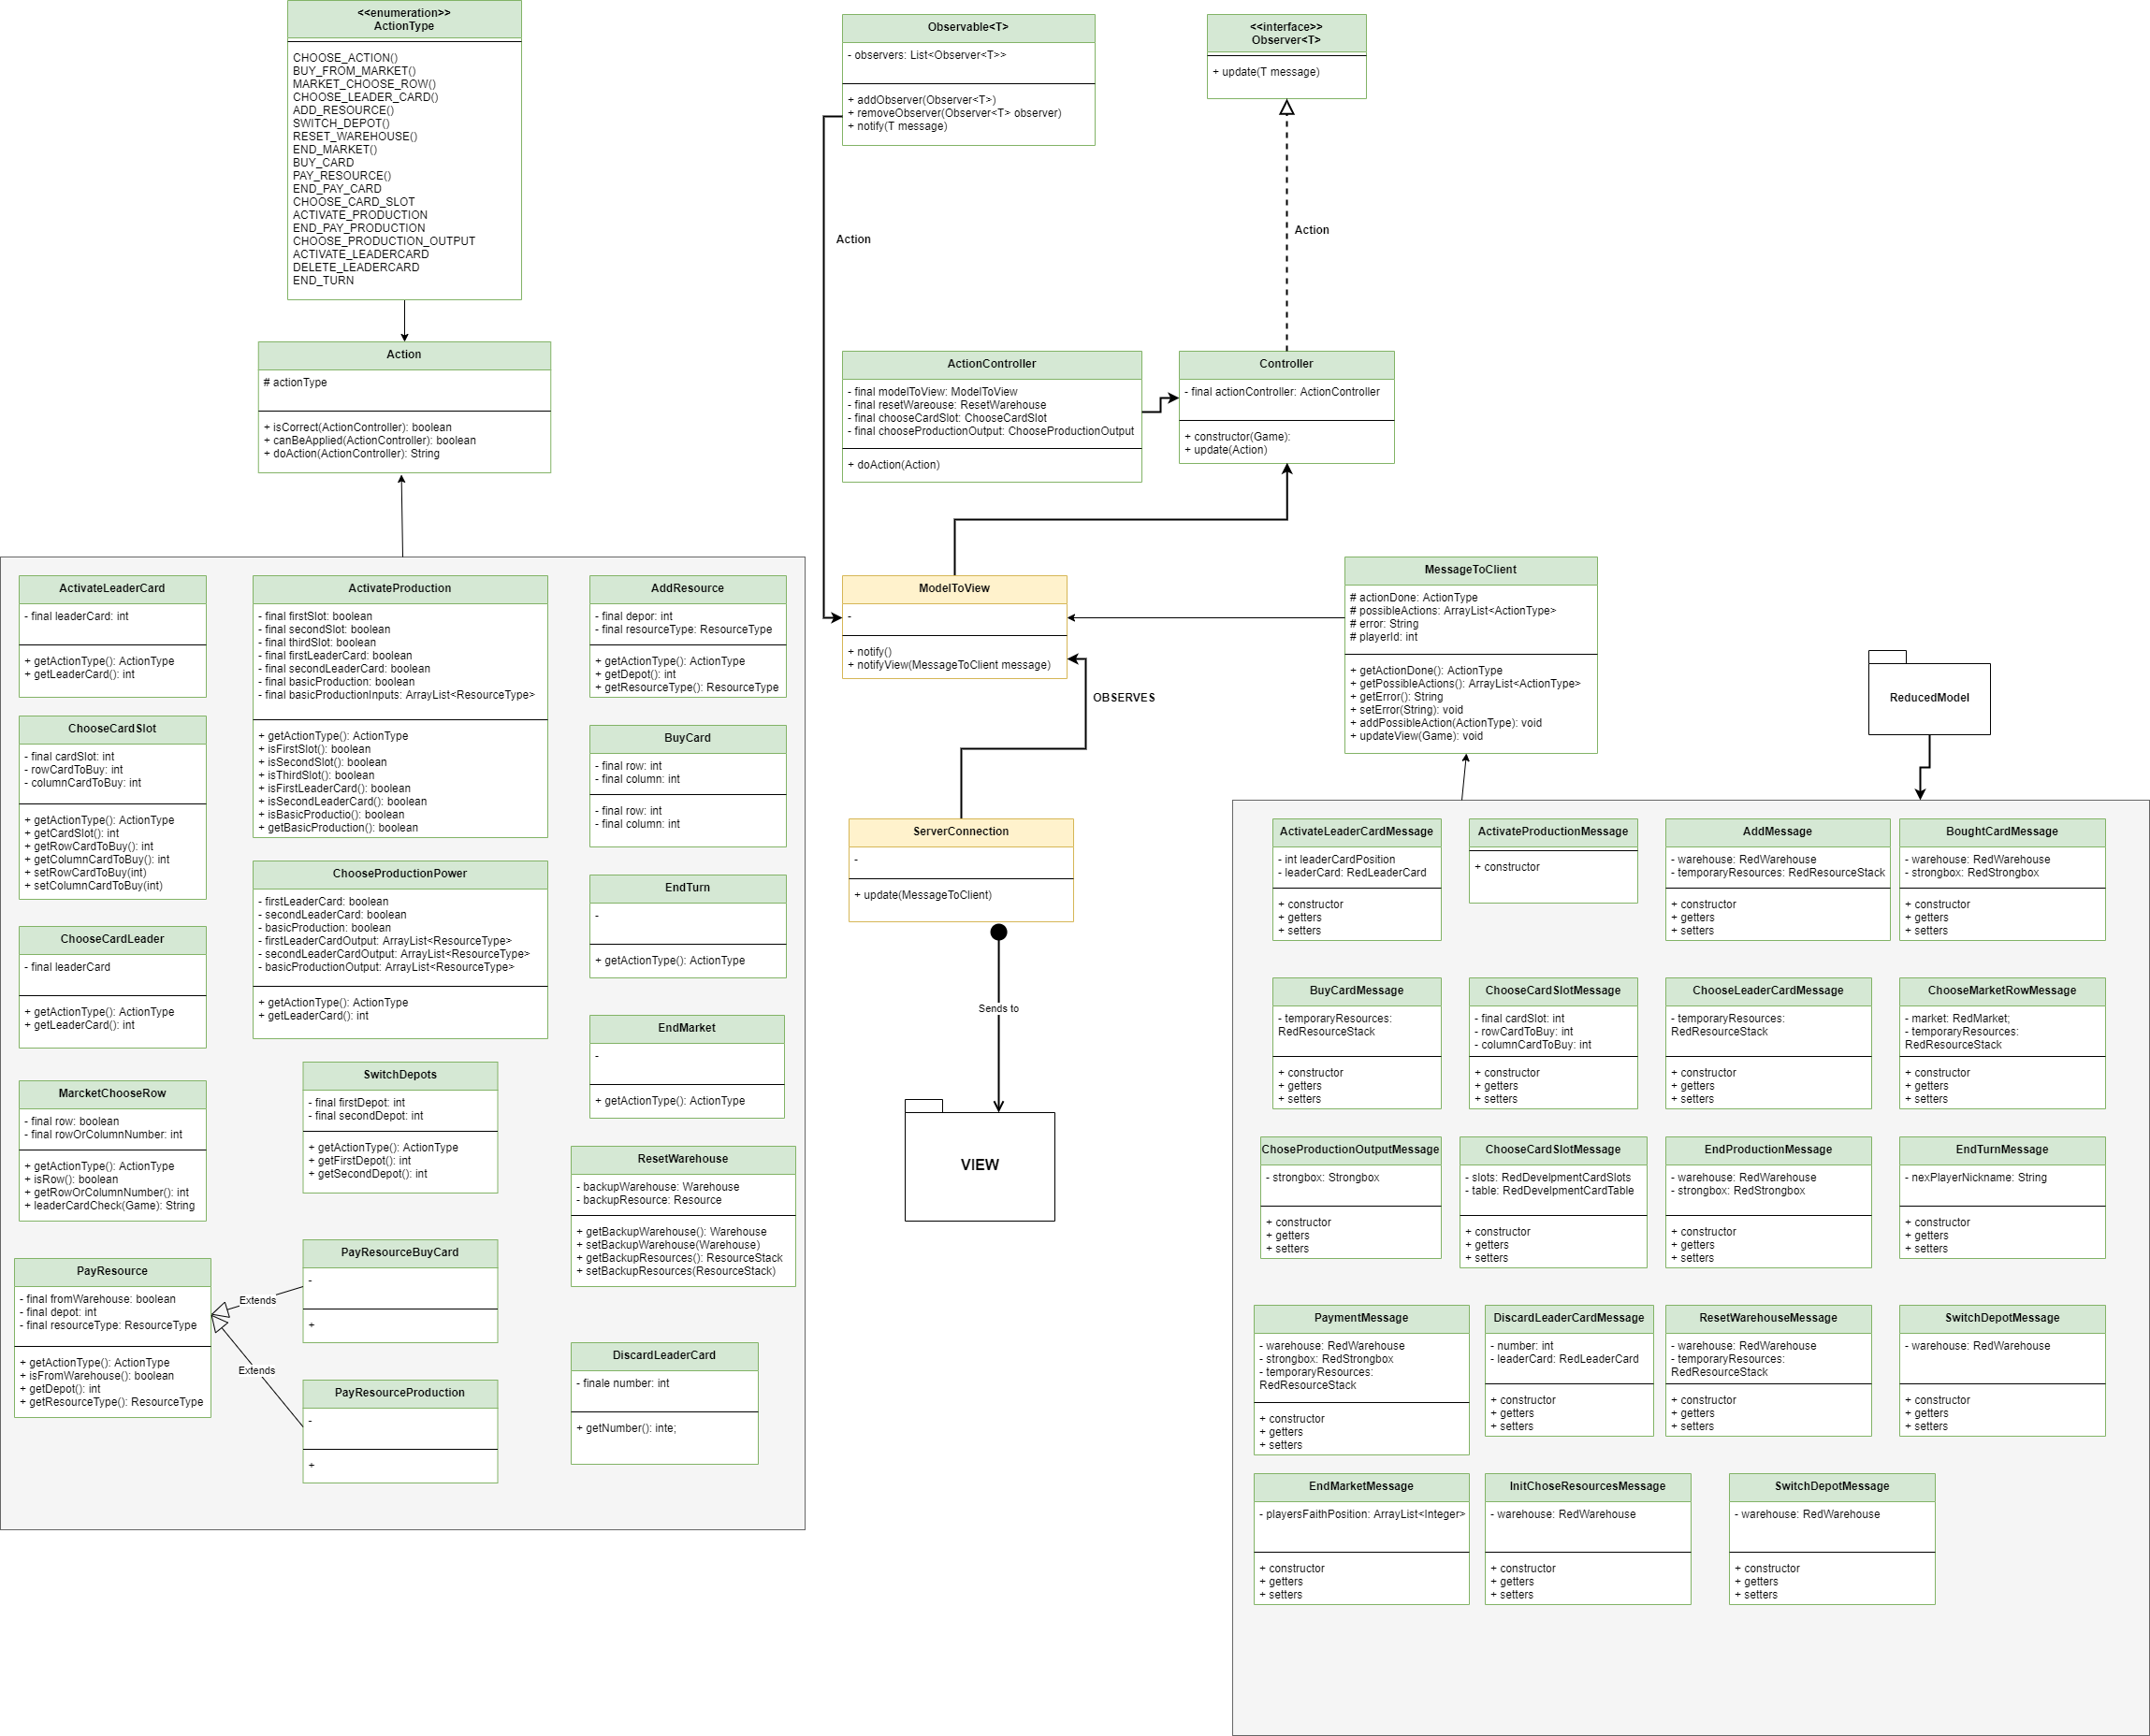 <<enumeration>>
ActionType
CHOOSE_ACTION()
BUY_FROM_MARKET()
MARKET_CHOOSE_ROW()
CHOOSE_LEADER_CARD()
ADD_RESOURCE()
SWITCH_DEPOT()
RESET_WAREHOUSE()
END_MARKET()
BUY_CARD
PAY_RESOURCE()
END_PAY_CARD
CHOOSE_CARD_SLOT
ACTIVATE_PRODUCTION
END_PAY_PRODUCTION
CHOOSE_PRODUCTION_OUTPUT
ACTIVATE_LEADERCARD
DELETE_LEADERCARD
END_TURN
Observable<T>
- observers: List<Observer<T>>
+ addObserver(Observer<T>)
+ removeObserver(Observer<T> observer)
+ notify(T message)
<<interface>>
Observer<T>
+ update(T message)
Action
Action
Action
# actionType
+ isCorrect(ActionController): boolean
+ canBeApplied(ActionController): boolean
+ doAction(ActionController): String
ActionController
- final modelToView: ModelToView
- final resetWareouse: ResetWarehouse
- final chooseCardSlot: ChooseCardSlot
- final chooseProductionOutput: ChooseProductionOutput
+ doAction(Action)
Controller
- final actionController: ActionController
+ constructor(Game):
+ update(Action)
ActivateLeaderCard
- final leaderCard: int
+ getActionType(): ActionType
+ getLeaderCard(): int
ActivateProduction
- final firstSlot: boolean
- final secondSlot: boolean
- final thirdSlot: boolean
- final firstLeaderCard: boolean
- final secondLeaderCard: boolean
- final basicProduction: boolean
- final basicProductionInputs: ArrayList<ResourceType>
+ getActionType(): ActionType
+ isFirstSlot(): boolean
+ isSecondSlot(): boolean
+ isThirdSlot(): boolean
+ isFirstLeaderCard(): boolean
+ isSecondLeaderCard(): boolean
+ isBasicProductio(): boolean
+ getBasicProduction(): boolean
AddResource
- final depor: int
- final resourceType: ResourceType
+ getActionType(): ActionType
+ getDepot(): int
+ getResourceType(): ResourceType
ChooseCardSlot
- final cardSlot: int
- rowCardToBuy: int
- columnCardToBuy: int
+ getActionType(): ActionType
+ getCardSlot(): int
+ getRowCardToBuy(): int
+ getColumnCardToBuy(): int
+ setRowCardToBuy(int)
+ setColumnCardToBuy(int)
BuyCard
- final row: int
- final column: int
- final row: int
- final column: int
ChooseProductionPower
- firstLeaderCard: boolean
- secondLeaderCard: boolean
- basicProduction: boolean
- firstLeaderCardOutput: ArrayList<ResourceType>
- secondLeaderCardOutput: ArrayList<ResourceType>
- basicProductionOutput: ArrayList<ResourceType>
+ getActionType(): ActionType
+ getLeaderCard(): int
EndTurn
-
+ getActionType(): ActionType
ChooseCardLeader
- final leaderCard
+ getActionType(): ActionType
+ getLeaderCard(): int
EndMarket
-
+ getActionType(): ActionType
MarcketChooseRow
- final row: boolean
- final rowOrColumnNumber: int
+ getActionType(): ActionType
+ isRow(): boolean
+ getRowOrColumnNumber(): int
+ leaderCardCheck(Game): String
SwitchDepots
- final firstDepot: int
- final secondDepot: int
+ getActionType(): ActionType
+ getFirstDepot(): int
+ getSecondDepot(): int
ResetWarehouse
- backupWarehouse: Warehouse
- backupResource: Resource
+ getBackupWarehouse(): Warehouse
+ setBackupWarehouse(Warehouse)
+ getBackupResources(): ResourceStack
+ setBackupResources(ResourceStack)
PayResource
- final fromWarehouse: boolean
- final depot: int
- final resourceType: ResourceType
+ getActionType(): ActionType
+ isFromWarehouse(): boolean
+ getDepot(): int
+ getResourceType(): ResourceType
Extends
Extends
PayResourceBuyCard
-
+
PayResourceProduction
-
+
DiscardLeaderCard
- finale number: int
+ getNumber(): inte;
ModelToView
-
+ notify()
+ notifyView(MessageToClient message)
OBSERVES
ServerConnection
-
+ update(MessageToClient)
Sends to
VIEW
MessageToClient
# actionDone: ActionType
# possibleActions: ArrayList<ActionType>
# error: String
# playerId: int
+ getActionDone(): ActionType
+ getPossibleActions(): ArrayList<ActionType>
+ getError(): String
+ setError(String): void
+ addPossibleAction(ActionType): void
+ updateView(Game): void
ReducedModel
ActivateLeaderCardMessage
- int leaderCardPosition
- leaderCard: RedLeaderCard
+ constructor
+ getters
+ setters
ActivateProductionMessage
+ constructor
AddMessage
- warehouse: RedWarehouse
- temporaryResources: RedResourceStack
+ constructor
+ getters
+ setters
BoughtCardMessage
- warehouse: RedWarehouse
- strongbox: RedStrongbox
+ constructor
+ getters
+ setters
BuyCardMessage
- temporaryResources:
RedResourceStack
+ constructor
+ getters
+ setters
ChooseCardSlotMessage
- final cardSlot: int
- rowCardToBuy: int
- columnCardToBuy: int
+ constructor
+ getters
+ setters
ChooseLeaderCardMessage
- temporaryResources:
RedResourceStack
+ constructor
+ getters
+ setters
ChooseMarketRowMessage
- market: RedMarket;
- temporaryResources:
RedResourceStack
+ constructor
+ getters
+ setters
ChoseProductionOutputMessage
- strongbox: Strongbox
+ constructor
+ getters
+ setters
ChooseCardSlotMessage
- slots: RedDevelpmentCardSlots
- table: RedDevelpmentCardTable
+ constructor
+ getters
+ setters
EndProductionMessage
- warehouse: RedWarehouse
- strongbox: RedStrongbox
+ constructor
+ getters
+ setters
EndTurnMessage
- nexPlayerNickname: String
+ constructor
+ getters
+ setters
PaymentMessage
- warehouse: RedWarehouse
- strongbox: RedStrongbox
- temporaryResources:
RedResourceStack
+ constructor
+ getters
+ setters
DiscardLeaderCardMessage
- number: int
- leaderCard: RedLeaderCard
+ constructor
+ getters
+ setters
ResetWarehouseMessage
- warehouse: RedWarehouse
- temporaryResources:
RedResourceStack
+ constructor
+ getters
+ setters
SwitchDepotMessage
- warehouse: RedWarehouse
+ constructor
+ getters
+ setters
EndMarketMessage
- playersFaithPosition: ArrayList<Integer>
+ constructor
+ getters
+ setters
InitChoseResourcesMessage
- warehouse: RedWarehouse
+ constructor
+ getters
+ setters
SwitchDepotMessage
- warehouse: RedWarehouse
+ constructor
+ getters
+ setters